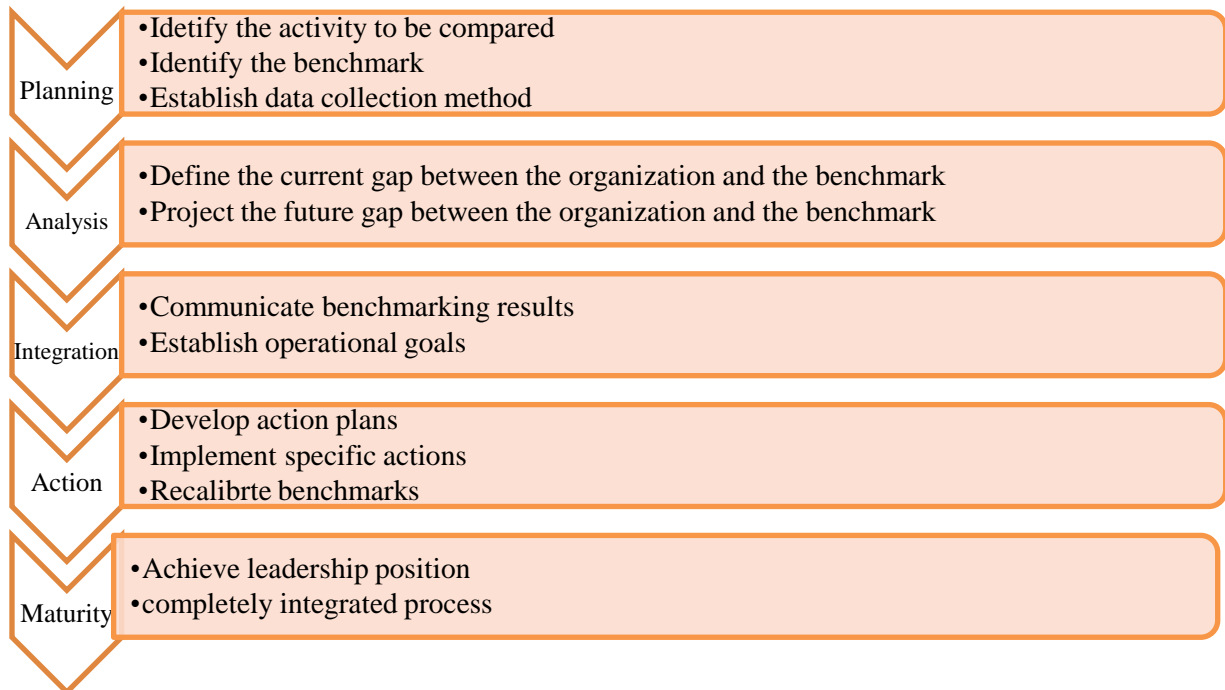 Planning
•Idetify the activity to be compared
•Identify the benchmark
•Establish data collection method
Analysis
•Define the current gap between the organization and the benchmark
•Project the future gap between the organization and the benchmark
Integration
•Communicate benchmarking results
•Establish operational goals
Action
•Develop action plans
•Implement specific actions
•Recalibrte benchmarks
Maturity
•Achieve leadership position
•completely integrated process